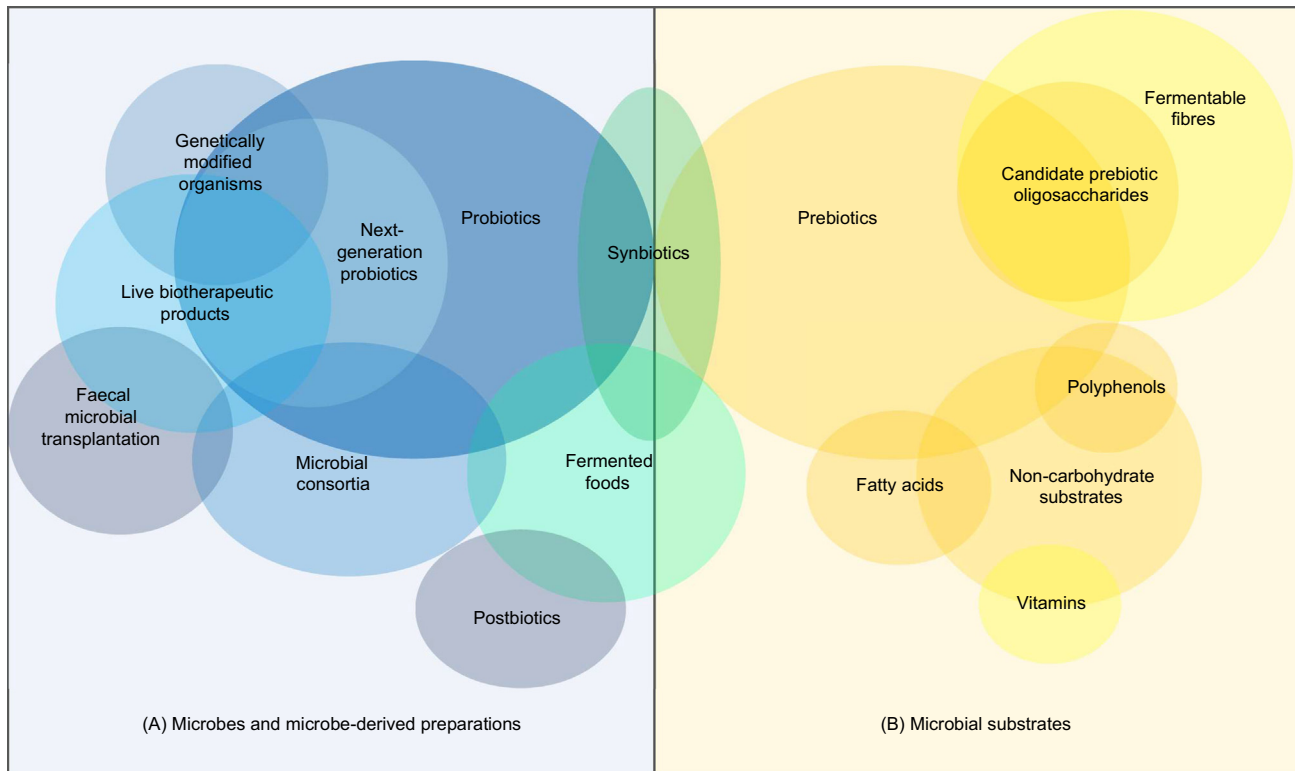 Genetically
modified
organisms
Probiotics
Next-
generation
probiotics
Live biotherapeutic
products
Faecal
microbial
transplantation
Microbial
consortia
Synbiotics
Fermented
foods
Postbiotics
Prebiotics
Fermentable
fibres
Candidate prebiotic
oligosaccharides
Polyphenols
Fatty acids
Non-carbohydrate
substrates
Vitamins
(A) Microbes and microbe-derived preparations
(B) Microbial substrates